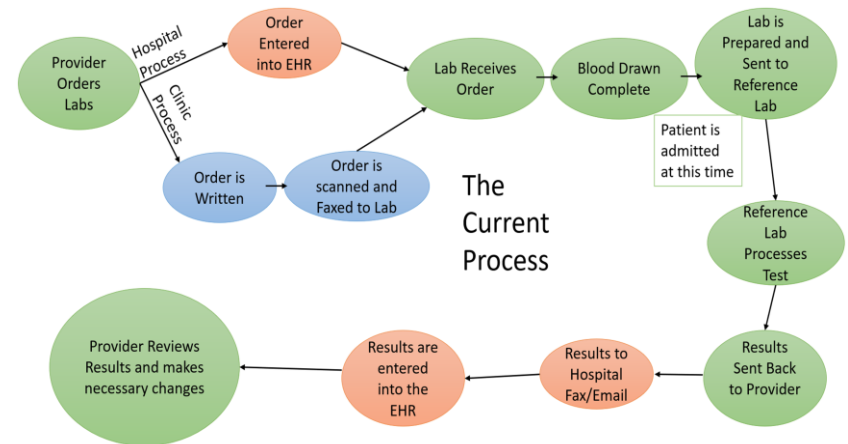 Provider
Orders
Labs
Hospital
Process
Clinic
Process
Order
Entered
into EHR
Order is
Written
Order is
scanned and
Faxed to Lab
Lab Receives
Order
Blood Drawn
Complete
Lab is
Prepared and
Sent to
Reference
Lab
Patient is
admitted
at this time
The
Current
Process
Reference
Lab
Processes
Test
Results
Sent Back
to Provider
Results to
Hospital
Fax/Email
Results are
entered
into the
EHR
Provider Reviews
Results and makes
necessary changes